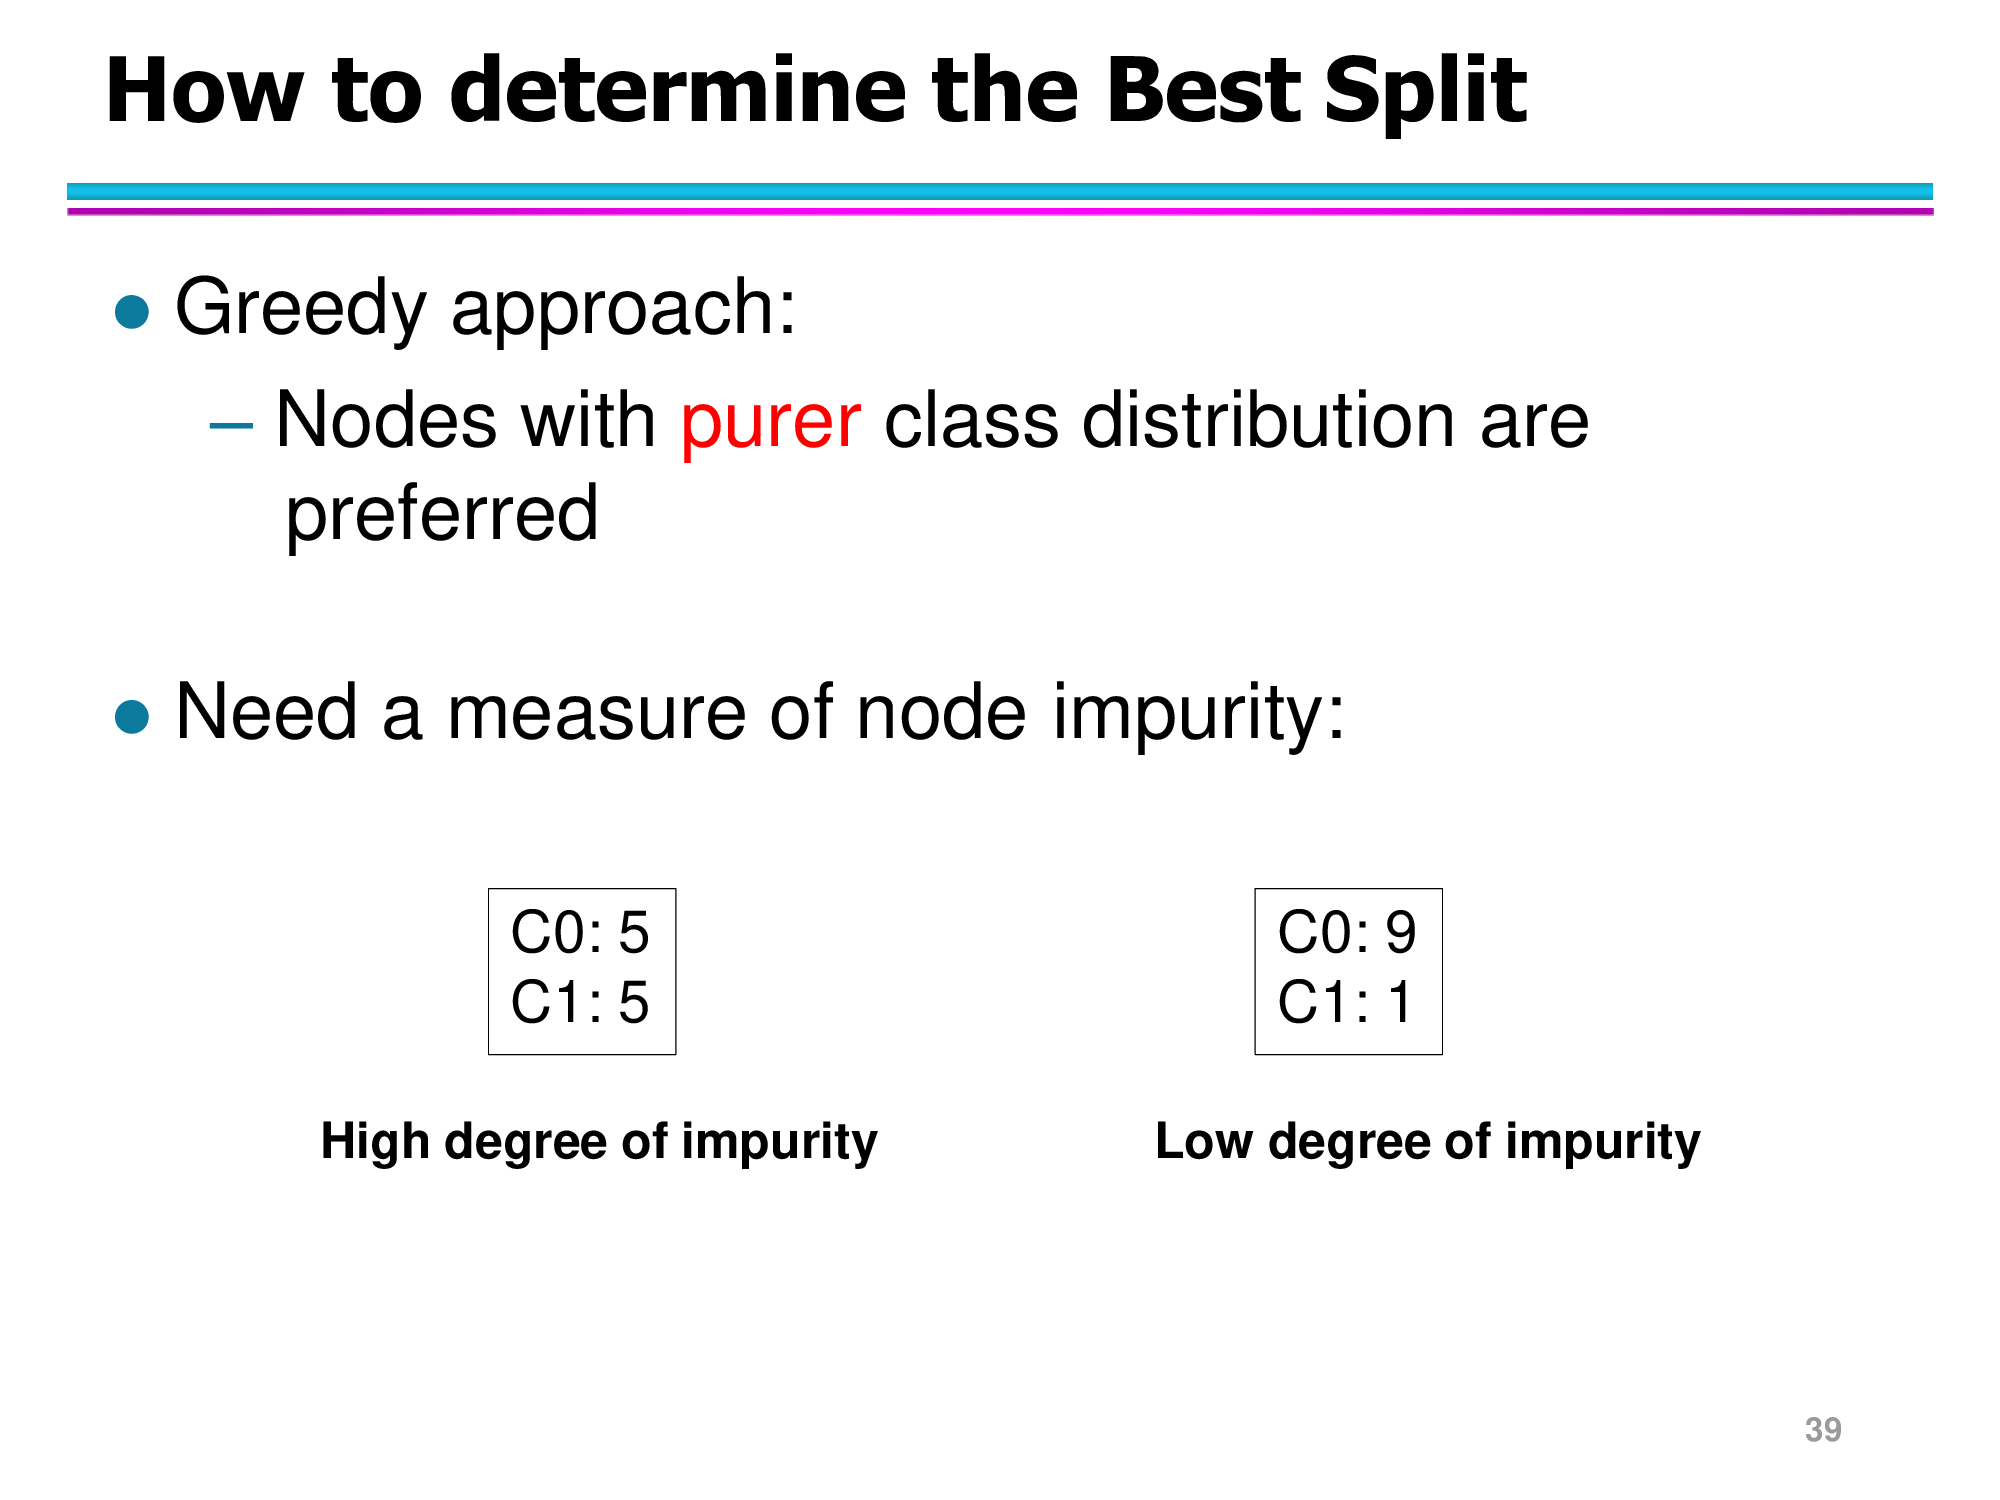 How to determine the Best Split
● Greedy approach:
– Nodes with purer class distribution are
preferred
● Need a measure of node impurity:
C0: 5
C1: 5
C0: 9
C1: 1
High degree of impurity
Low degree of impurity
39